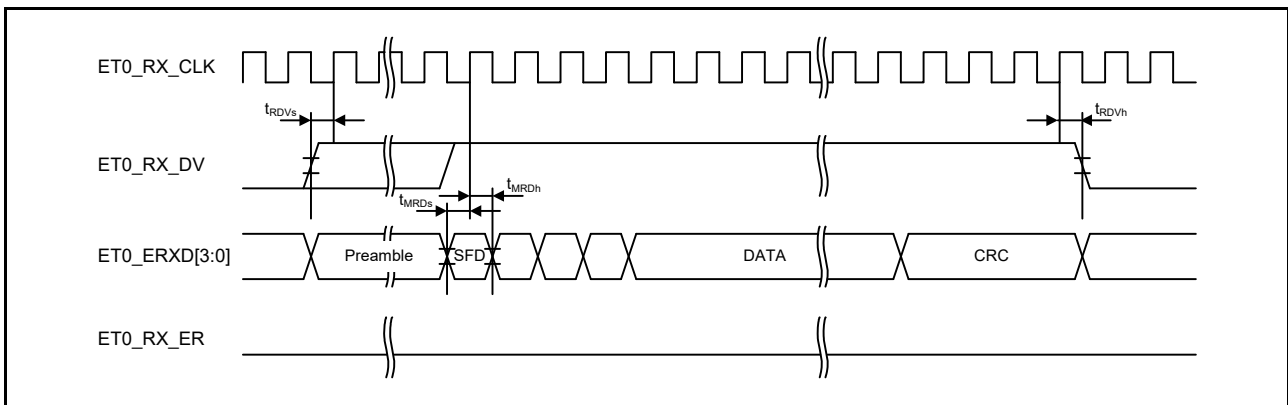 ET0_RX_CLK
tRDVs
tRDVh
ET0_RX_DV
tMRDh
tMRDs
ET0_ERXD[3:0]
Preamble
SFD
DATA
CRC
ET0_RX_ER